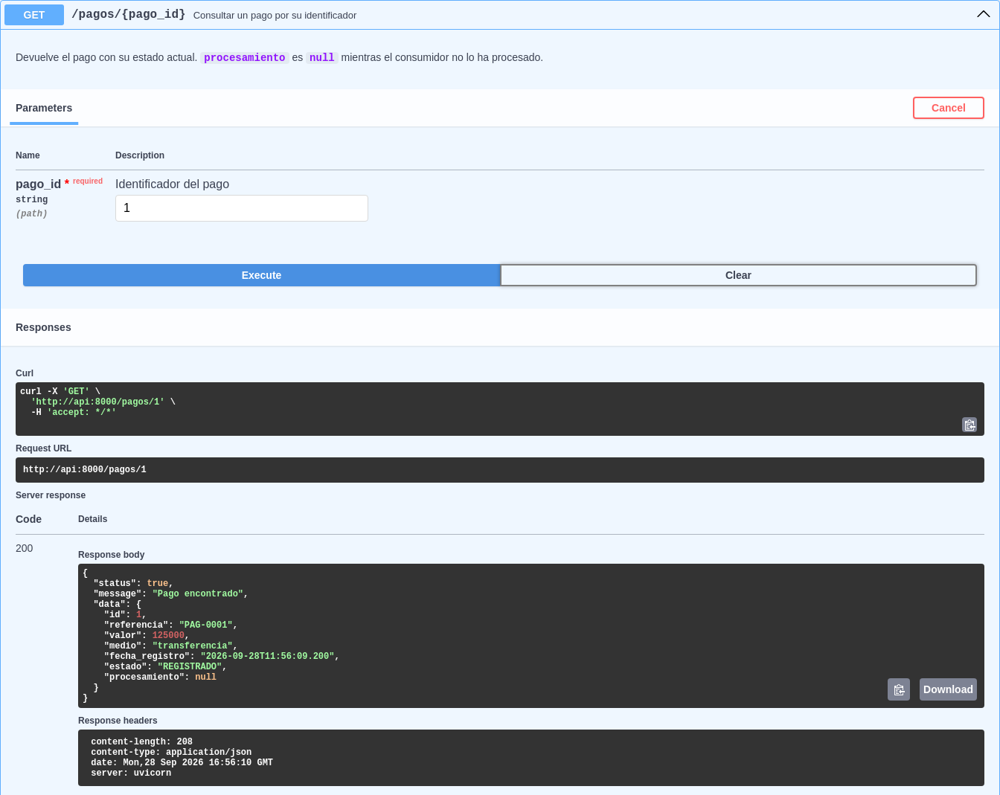 GET /pagos/{pago_id} Consultar un pago por su identificador
Devuelve el pago con su estado actual. procesamiento es null mientras el consumidor no lo ha procesado.
Parameters Cancel
Name Description
pago_id * required Identificador del pago
string
(path)
1
Execute Clear
Responses
Curl
curl -X 'GET' \
  'http://api:8000/pagos/1' \
  -H 'accept: */*'
Request URL
http://api:8000/pagos/1
Server response
Code Details
200
Response body
{
  "status": true,
  "message": "Pago encontrado",
  "data": {
    "id": 1,
    "referencia": "PAG-0001",
    "valor": 125000,
    "medio": "transferencia",
    "fecha_registro": "2026-09-28T11:56:09.200",
    "estado": "REGISTRADO",
    "procesamiento": null
  }
}
Download
Response headers
content-length: 208
content-type: application/json
date: Mon,28 Sep 2026 16:56:10 GMT
server: uvicorn